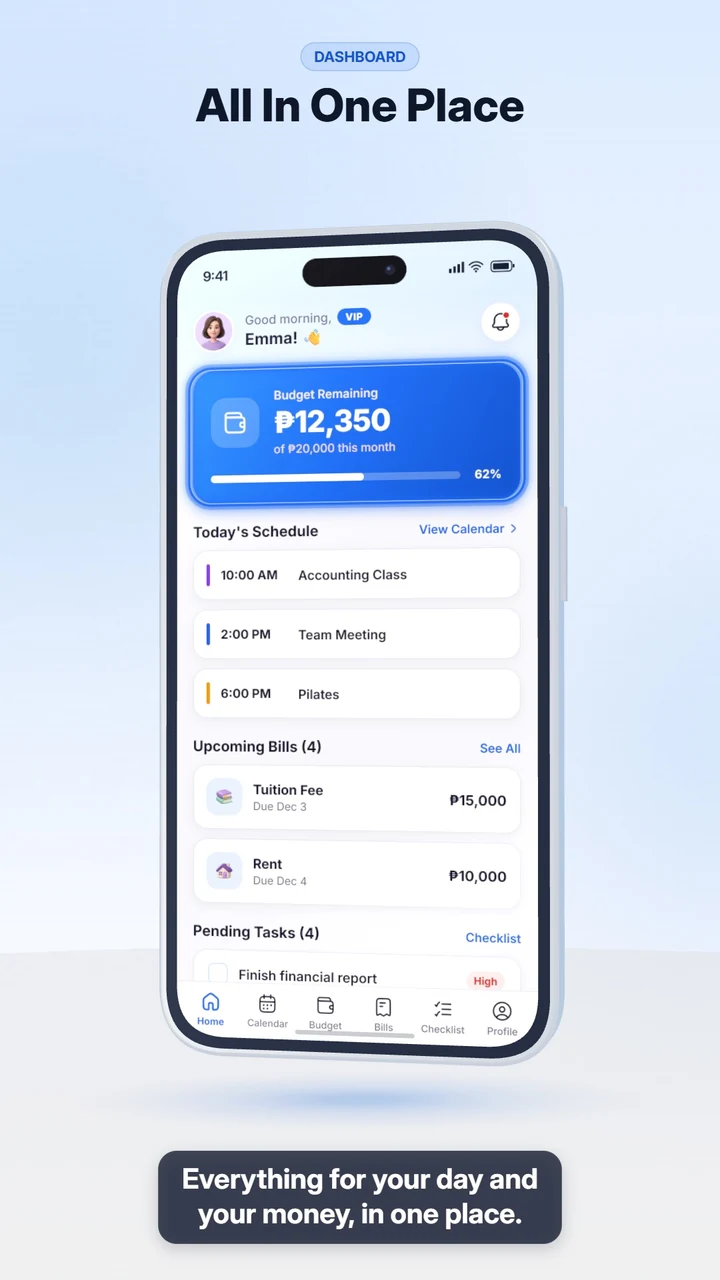 DASHBOARD
All In One Place
9:41
Good morning, VIP
Emma! 👋
Budget Remaining
₱12,350
of ₱20,000 this month
62%
Today's Schedule View Calendar >
10:00 AM Accounting Class
2:00 PM Team Meeting
6:00 PM Pilates
Upcoming Bills (4) See All
Tuition Fee
Due Dec 3
₱15,000
Rent
Due Dec 4
₱10,000
Pending Tasks (4) Checklist
Finish financial report High
Home Calendar Budget Bills Checklist Profile
Everything for your day and
your money, in one place.